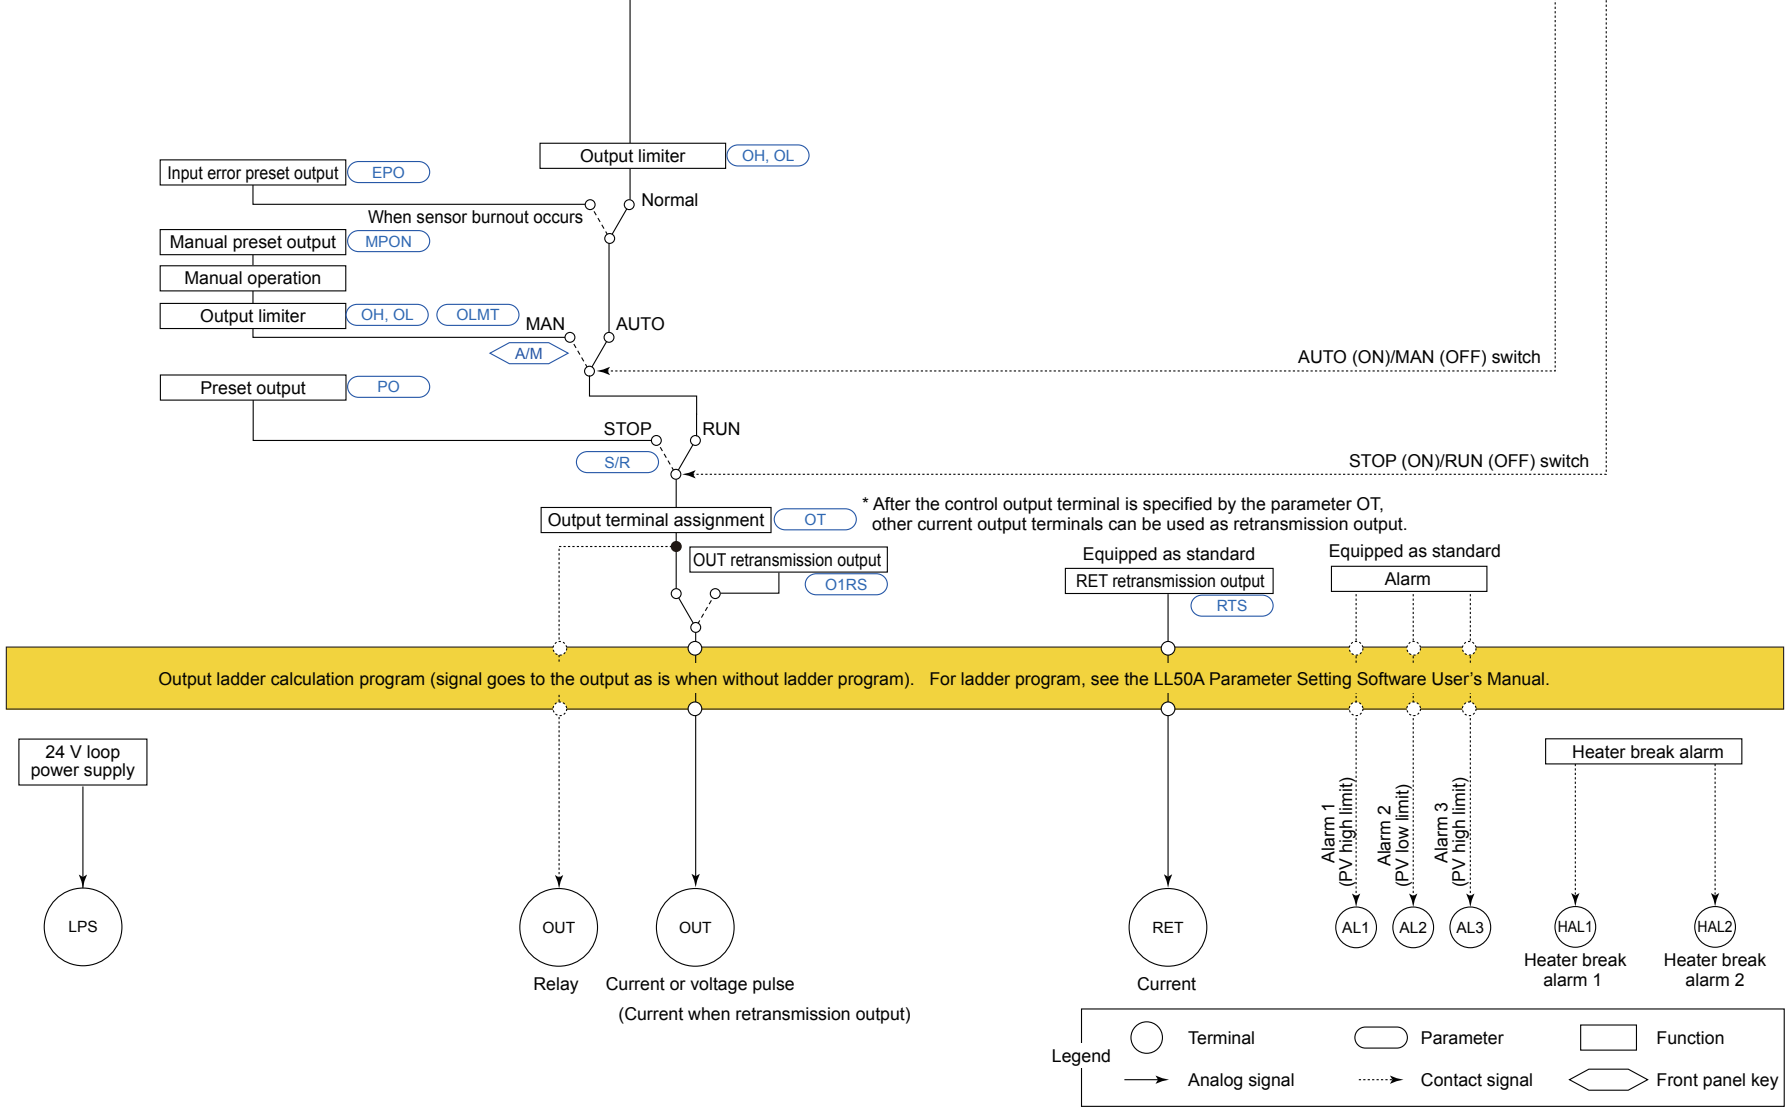 Output limiter
OH, OL
Input error preset output
EPO
Normal
When sensor burnout occurs
Manual preset output
MPON
Manual operation
Output limiter
OH, OL
OLMT
MAN
AUTO
A/M
AUTO (ON)/MAN (OFF) switch
Preset output
PO
STOP
RUN
S/R
STOP (ON)/RUN (OFF) switch
Output terminal assignment
OT
* After the control output terminal is specified by the parameter OT,
other current output terminals can be used as retransmission output.
OUT retransmission output
O1RS
Equipped as standard
RET retransmission output
RTS
Equipped as standard
Alarm
Output ladder calculation program (signal goes to the output as is when without ladder program).   For ladder program, see the LL50A Parameter Setting Software User's Manual.
24 V loop
power supply
Heater break alarm
Alarm 1
(PV high limit)
Alarm 2
(PV low limit)
Alarm 3
(PV high limit)
LPS
OUT
OUT
RET
AL1
AL2
AL3
HAL1
HAL2
Relay
Current or voltage pulse
(Current when retransmission output)
Current
Heater break
alarm 1
Heater break
alarm 2
Legend
Terminal
Parameter
Function
Analog signal
Contact signal
Front panel key